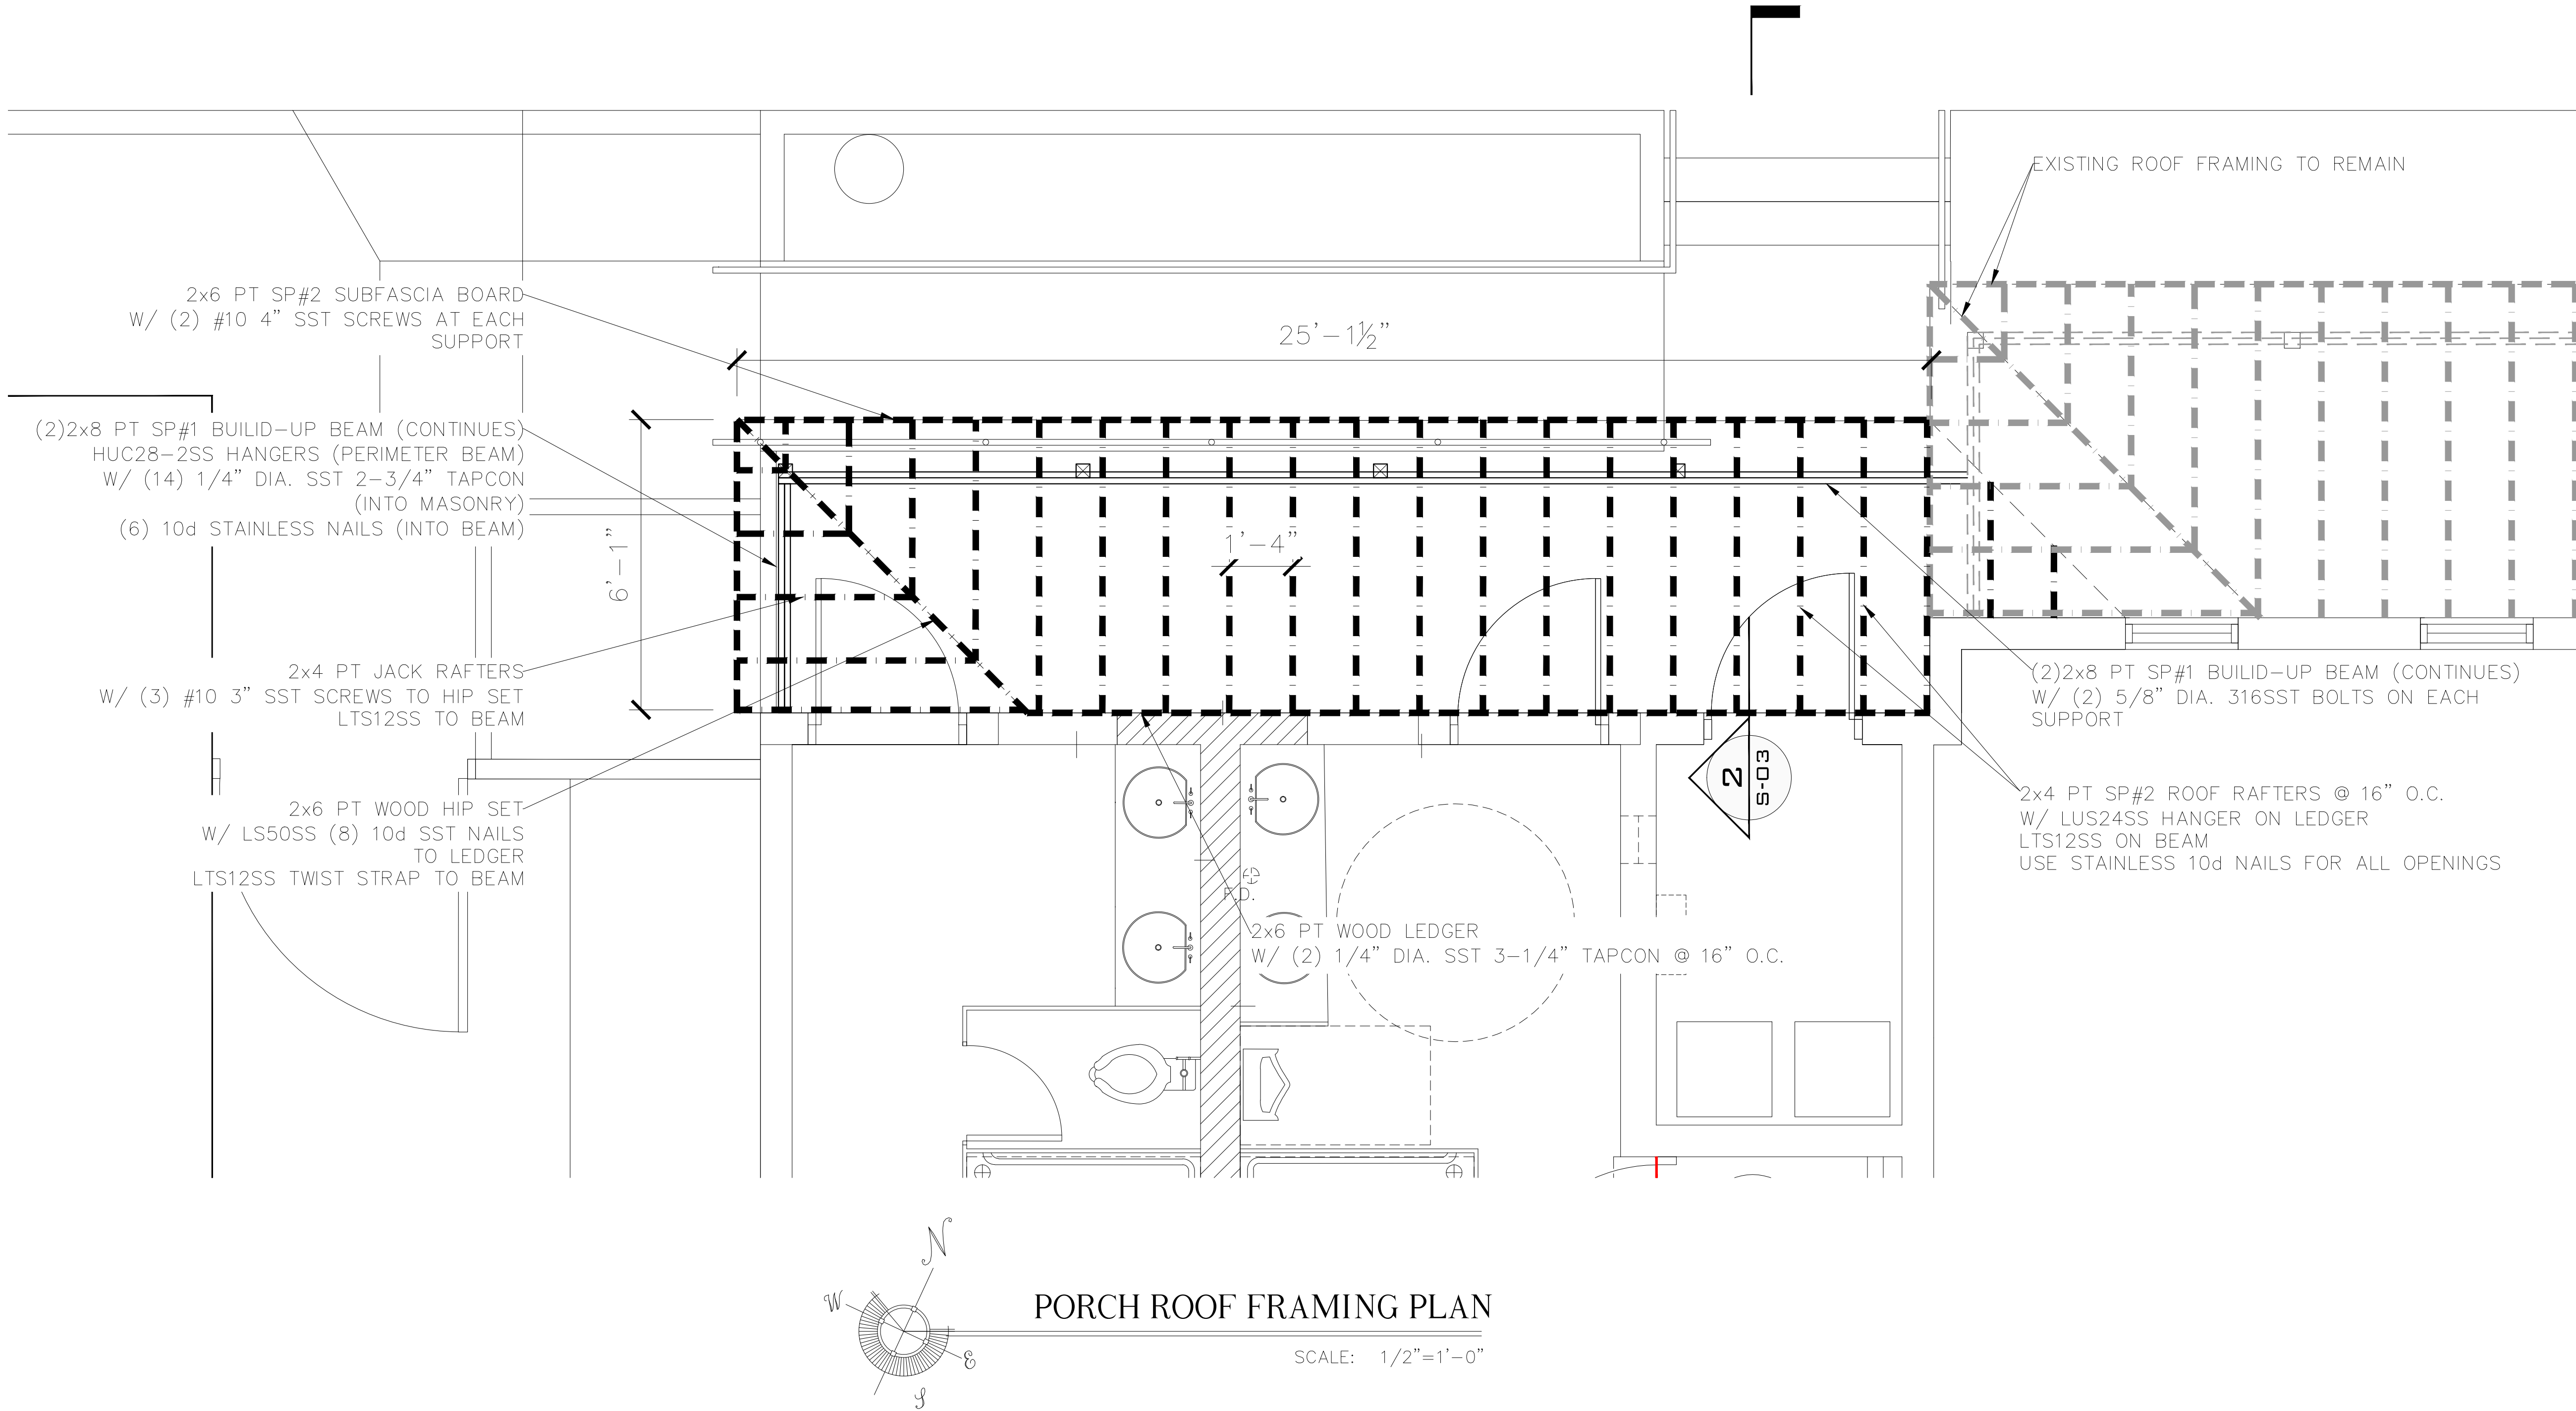 EXISTING ROOF FRAMING TO REMAIN
2x6 PT SP#2 SUBFASCIA BOARD
W/ (2) #10 4" SST SCREWS AT EACH
SUPPORT
25'-1½"
(2)2x8 PT SP#1 BUILID-UP BEAM (CONTINUES)
HUC28-2SS HANGERS (PERIMETER BEAM)
W/ (14) 1/4" DIA. SST 2-3/4" TAPCON
(INTO MASONRY)
(6) 10d STAINLESS NAILS (INTO BEAM)
6'-1"
1'-4"
2x4 PT JACK RAFTERS
W/ (3) #10 3" SST SCREWS TO HIP SET
LTS12SS TO BEAM
(2)2x8 PT SP#1 BUILID-UP BEAM (CONTINUES)
W/ (2) 5/8" DIA. 316SST BOLTS ON EACH
SUPPORT
2x6 PT WOOD HIP SET
W/ LS50SS (8) 10d SST NAILS
TO LEDGER
LTS12SS TWIST STRAP TO BEAM
2
S-03
2x4 PT SP#2 ROOF RAFTERS @ 16" O.C.
W/ LUS24SS HANGER ON LEDGER
LTS12SS ON BEAM
USE STAINLESS 10d NAILS FOR ALL OPENINGS
F.D.
2x6 PT WOOD LEDGER
W/ (2) 1/4" DIA. SST 3-1/4" TAPCON @ 16" O.C.
N
W
E
S
PORCH ROOF FRAMING PLAN
SCALE: 1/2"=1'-0"